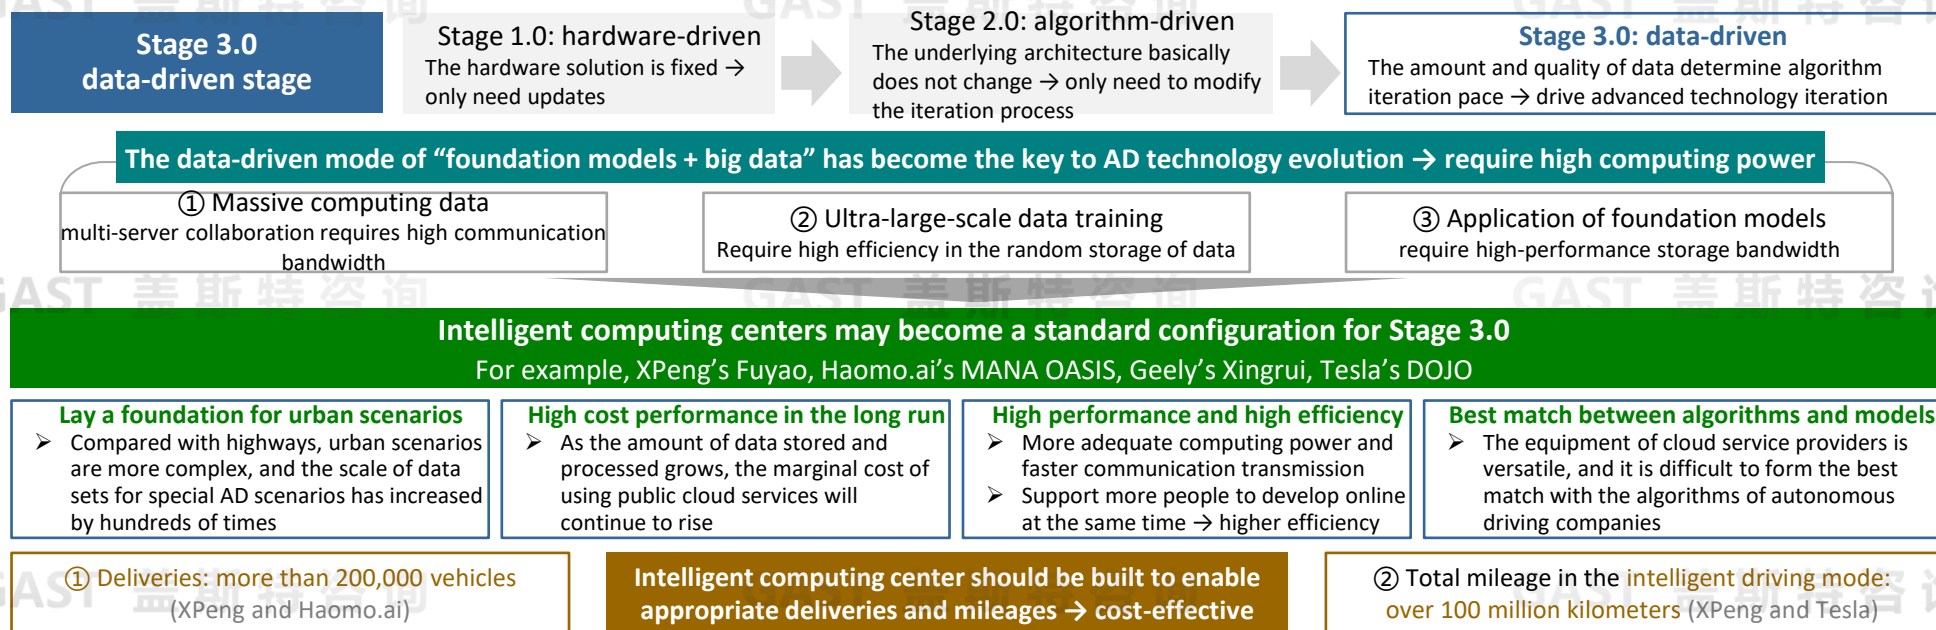 Stage 3.0
data-driven stage
Stage 1.0: hardware-driven
The hardware solution is fixed →
only need updates
Stage 2.0: algorithm-driven
The underlying architecture basically
does not change → only need to modify
the iteration process
Stage 3.0: data-driven
The amount and quality of data determine algorithm
iteration pace → drive advanced technology iteration
The data-driven mode of “foundation models + big data” has become the key to AD technology evolution → require high computing power
① Massive computing data
multi-server collaboration requires high communication
bandwidth
② Ultra-large-scale data training
Require high efficiency in the random storage of data
③ Application of foundation models
require high-performance storage bandwidth
GAST 盖斯特咨询
Intelligent computing centers may become a standard configuration for Stage 3.0
For example, XPeng’s Fuyao, Haomo.ai’s MANA OASIS, Geely’s Xingrui, Tesla’s DOJO
Lay a foundation for urban scenarios
➢ Compared with highways, urban scenarios
are more complex, and the scale of data
sets for special AD scenarios has increased
by hundreds of times
High cost performance in the long run
➢ As the amount of data stored and
processed grows, the marginal cost of
using public cloud services will
continue to rise
High performance and high efficiency
➢ More adequate computing power and
faster communication transmission
➢ Support more people to develop online
at the same time → higher efficiency
Best match between algorithms and models
➢ The equipment of cloud service providers is
versatile, and it is difficult to form the best
match with the algorithms of autonomous
driving companies
① Deliveries: more than 200,000 vehicles
(XPeng and Haomo.ai)
Intelligent computing center should be built to enable
appropriate deliveries and mileages → cost-effective
② Total mileage in the intelligent driving mode:
over 100 million kilometers (XPeng and Tesla)